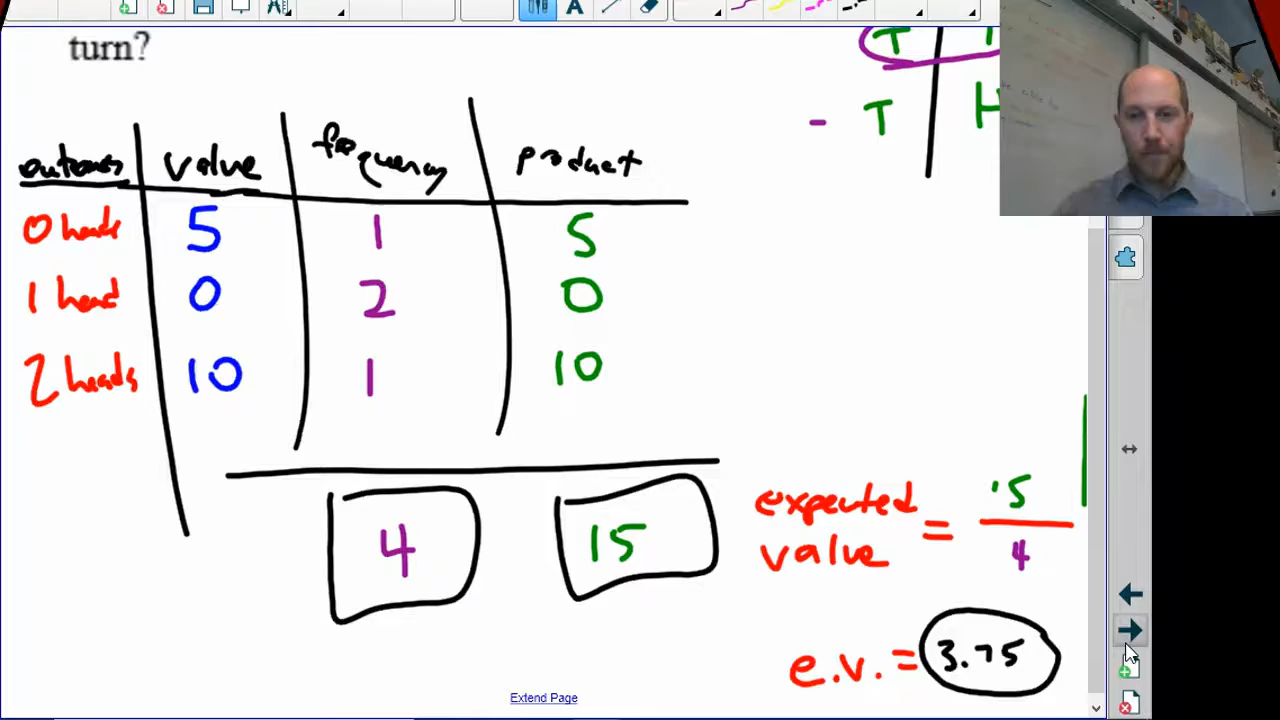 turn?
T
T H
outcomes value frequency product
0 heads 5 1 5
1 head 0 2 0
2 heads 10 1 10
4 15
expected value = 15/4
e.v. = 3.75
Extend Page